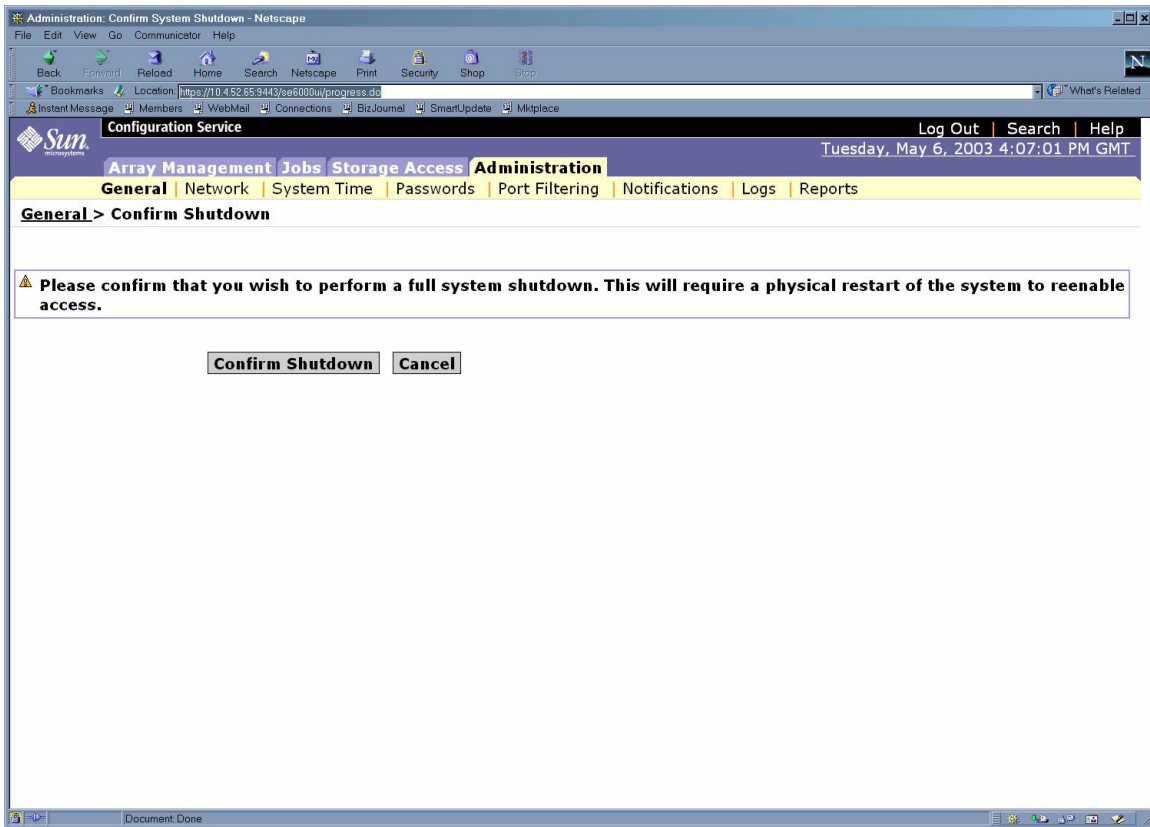 Administration: Confirm System Shutdown - Netscape
File Edit View Go Communicator Help
Back Forward Reload Home Search Netscape Print Security Shop Stop
N
Bookmarks Location: https://10.4.52.65:9443/se6000ui/progress.do What's Related
Instant Message Members WebMail Connections BizJournal SmartUpdate Mktplace
Sun microsystems
Configuration Service
Log Out | Search | Help
Tuesday, May 6, 2003 4:07:01 PM GMT
Array Management Jobs Storage Access Administration
General | Network | System Time | Passwords | Port Filtering | Notifications | Logs | Reports
General > Confirm Shutdown
Please confirm that you wish to perform a full system shutdown. This will require a physical restart of the system to reenable
access.
Confirm Shutdown Cancel
Document: Done